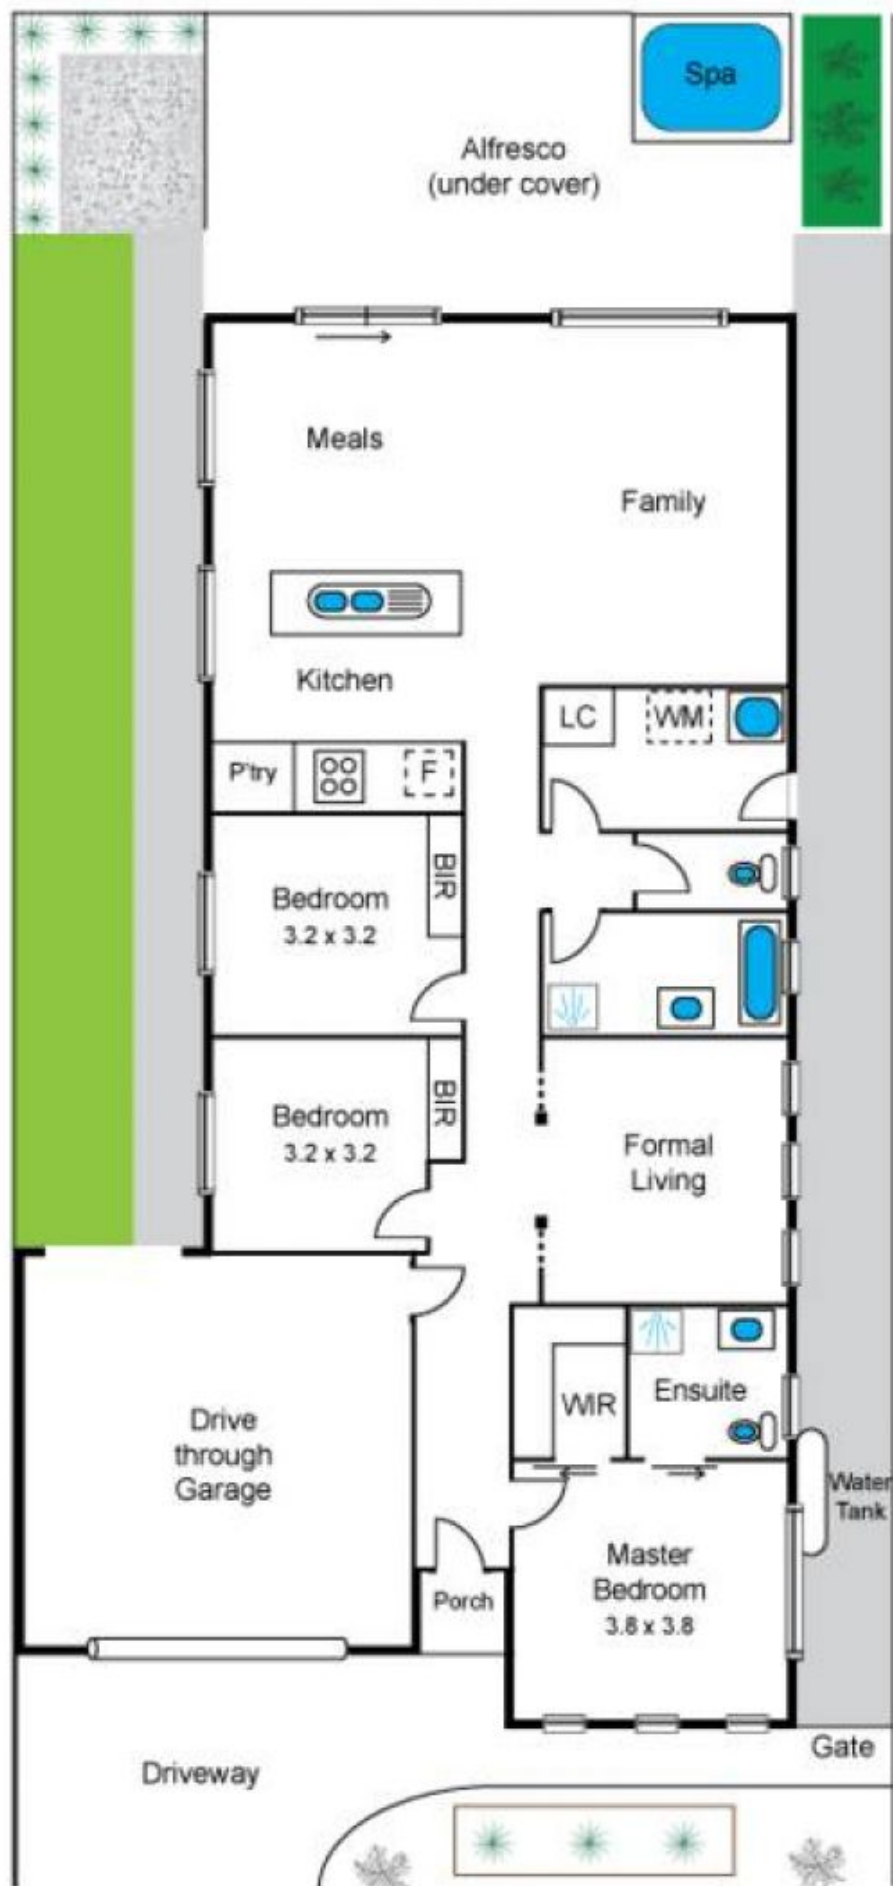 Spa
Alfresco
(under cover)
Meals
Family
Kitchen
LC
WM
P'try
F
BIR
Bedroom
3.2 x 3.2
BIR
Bedroom
3.2 x 3.2
Formal
Living
WIR
Ensuite
Drive
through
Garage
Water
Tank
Master
Bedroom
3.8 x 3.8
Porch
Gate
Driveway